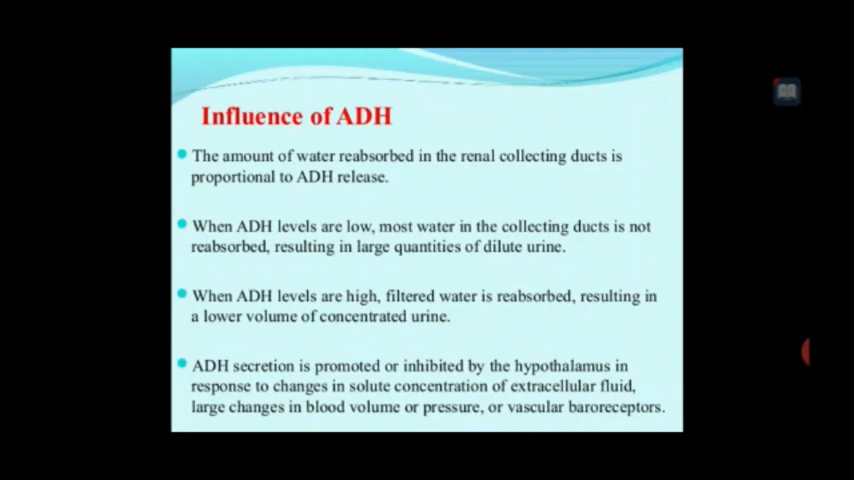 Influence of ADH
The amount of water reabsorbed in the renal collecting ducts is
proportional to ADH release.
When ADH levels are low, most water in the collecting ducts is not
reabsorbed, resulting in large quantities of dilute urine.
When ADH levels are high, filtered water is reabsorbed, resulting in
a lower volume of concentrated urine.
ADH secretion is promoted or inhibited by the hypothalamus in
response to changes in solute concentration of extracellular fluid,
large changes in blood volume or pressure, or vascular baroreceptors.